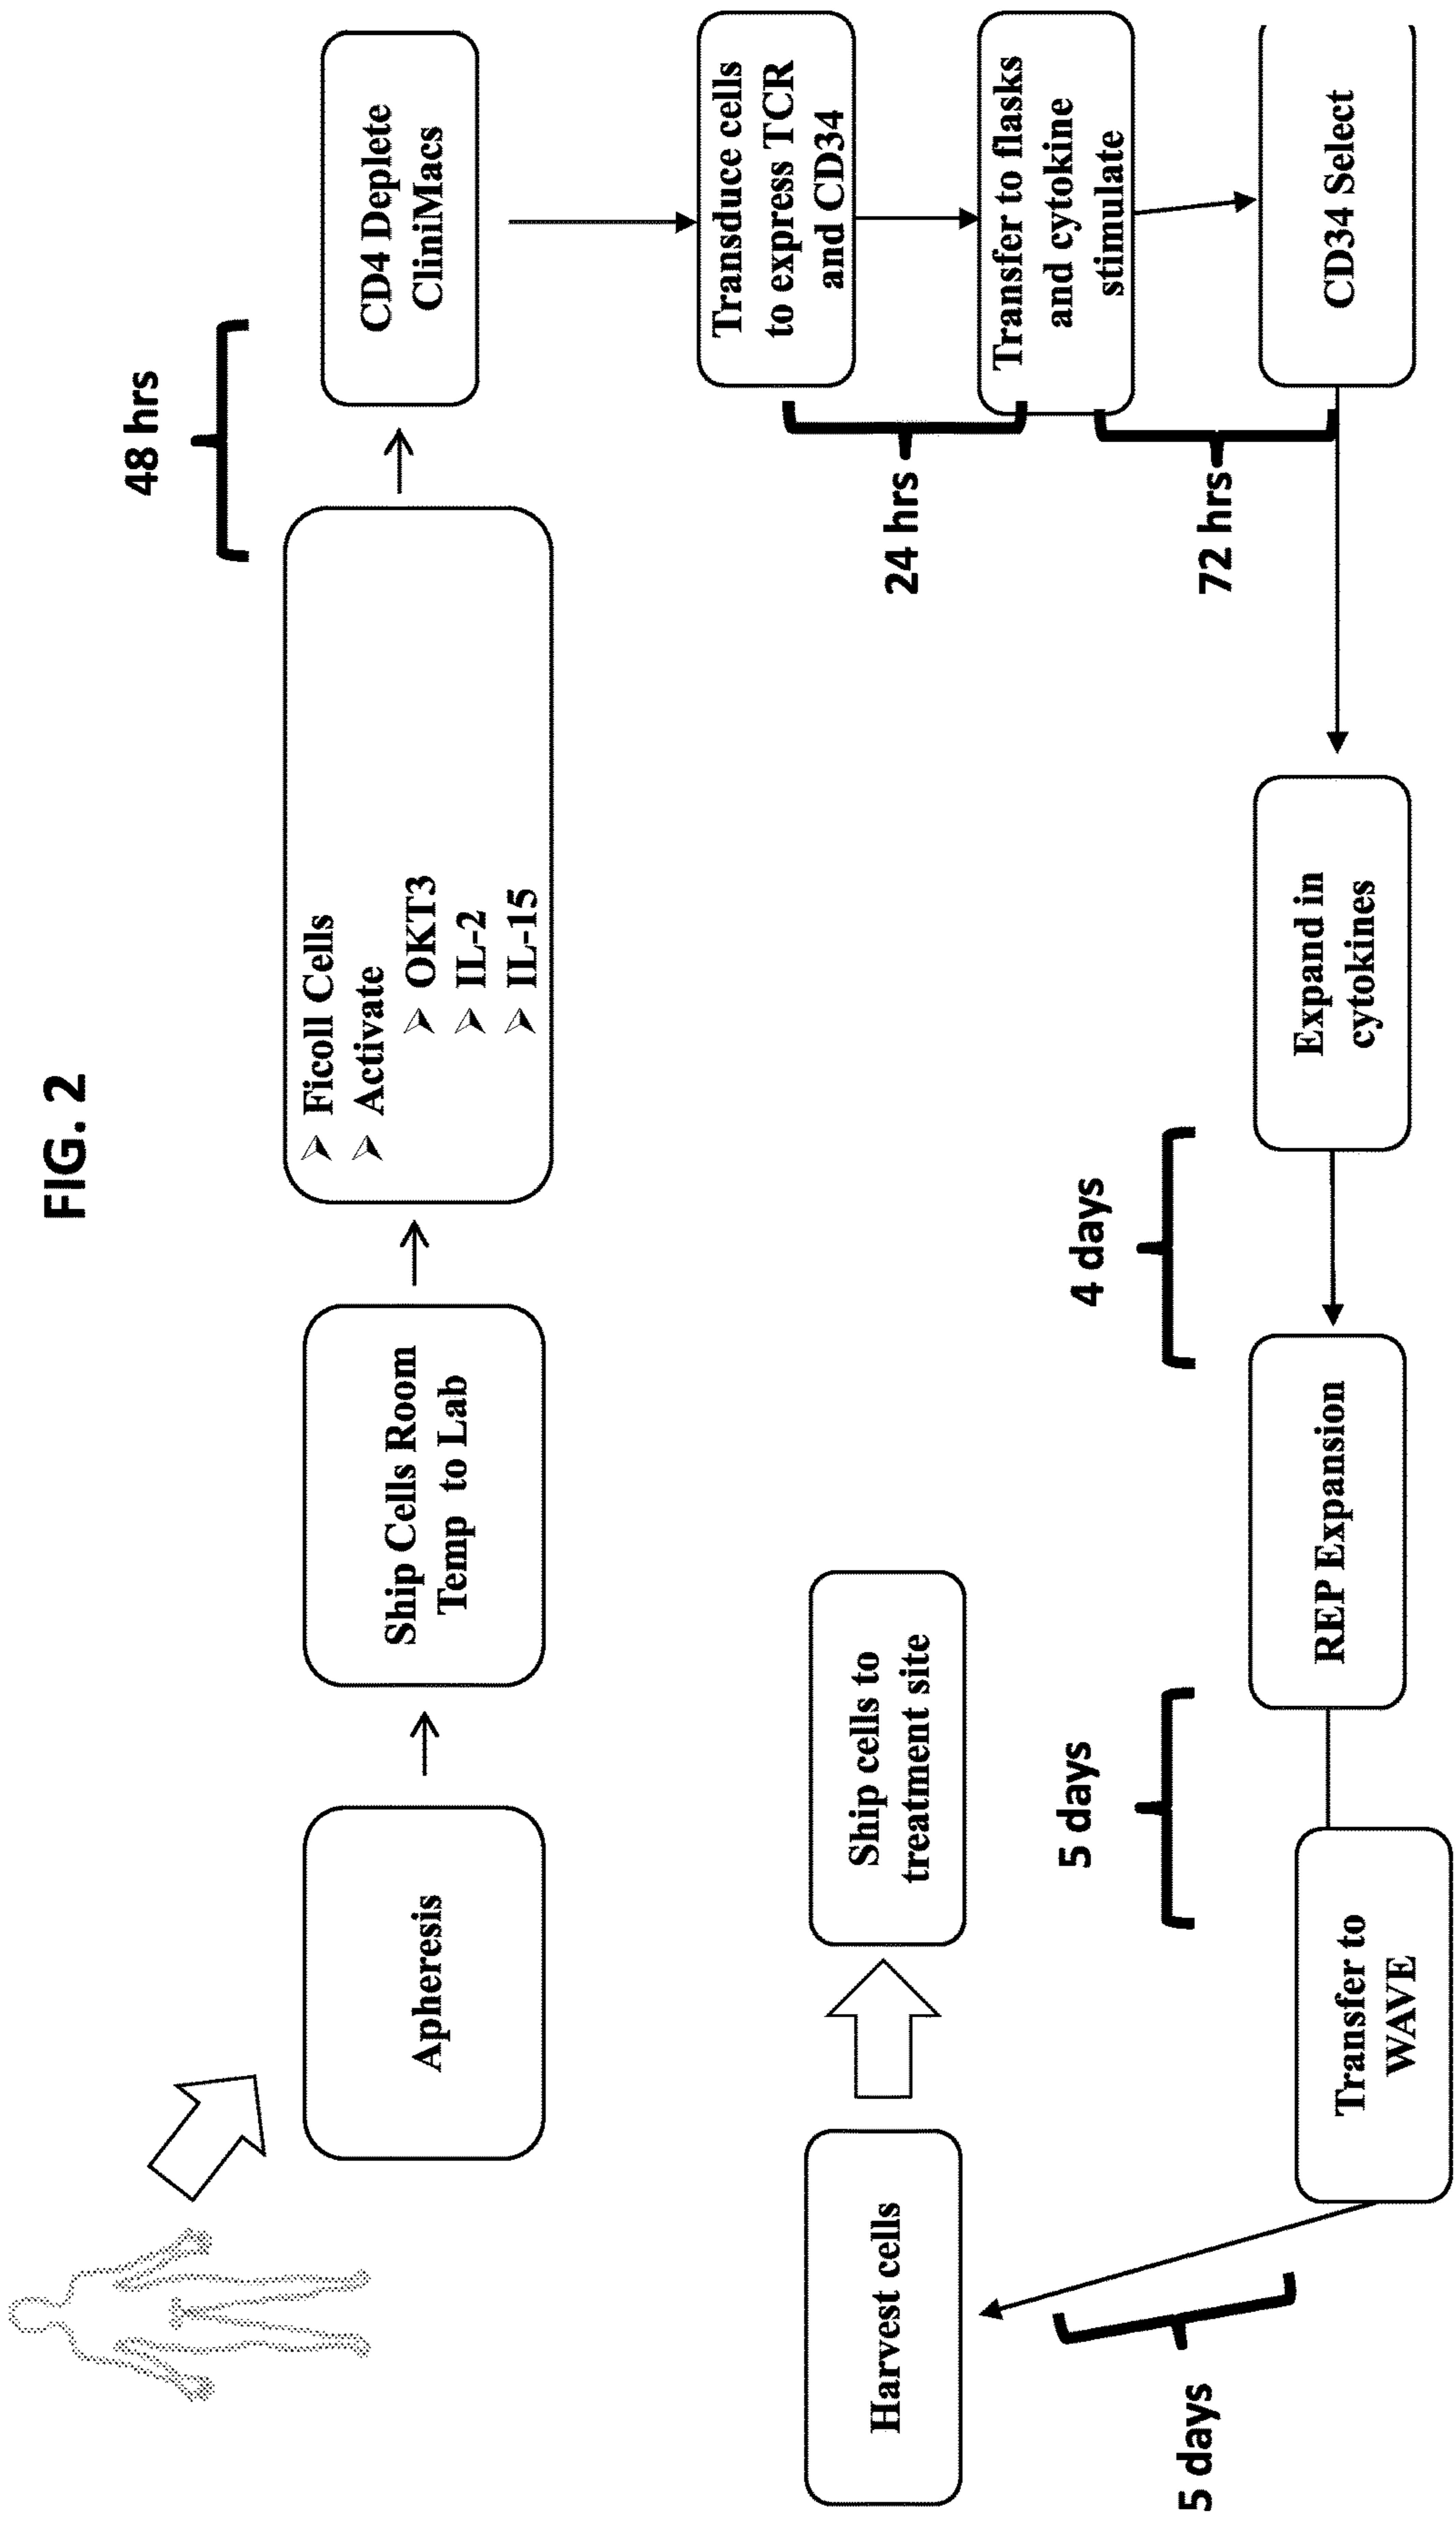 FIG. 2
Apheresis
Ship Cells Room
Temp to Lab
➢ Ficoll Cells
➢ Activate
➢ OKT3
➢ IL-2
➢ IL-15
48 hrs
CD4 Deplete
CliniMacs
Transduce cells
to express TCR
and CD34
24 hrs
Transfer to flasks
and cytokine
stimulate
72 hrs
CD34 Select
Expand in
cytokines
4 days
REP Expansion
5 days
Transfer to
WAVE
5 days
Harvest cells
Ship cells to
treatment site